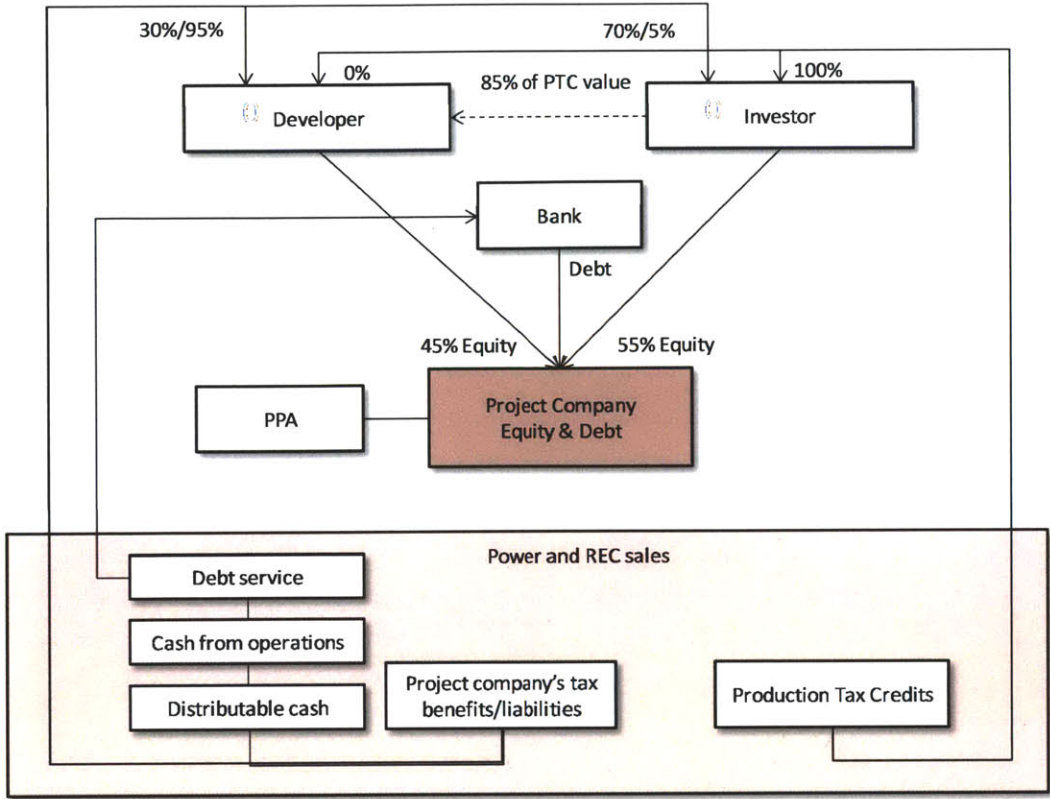 30%/95%
70%/5%
0%
85% of PTC value
100%
Developer
Investor
Bank
Debt
45% Equity
55% Equity
PPA
Project Company
Equity & Debt
Power and REC sales
Debt service
Cash from operations
Distributable cash
Project company's tax
benefits/liabilities
Production Tax Credits